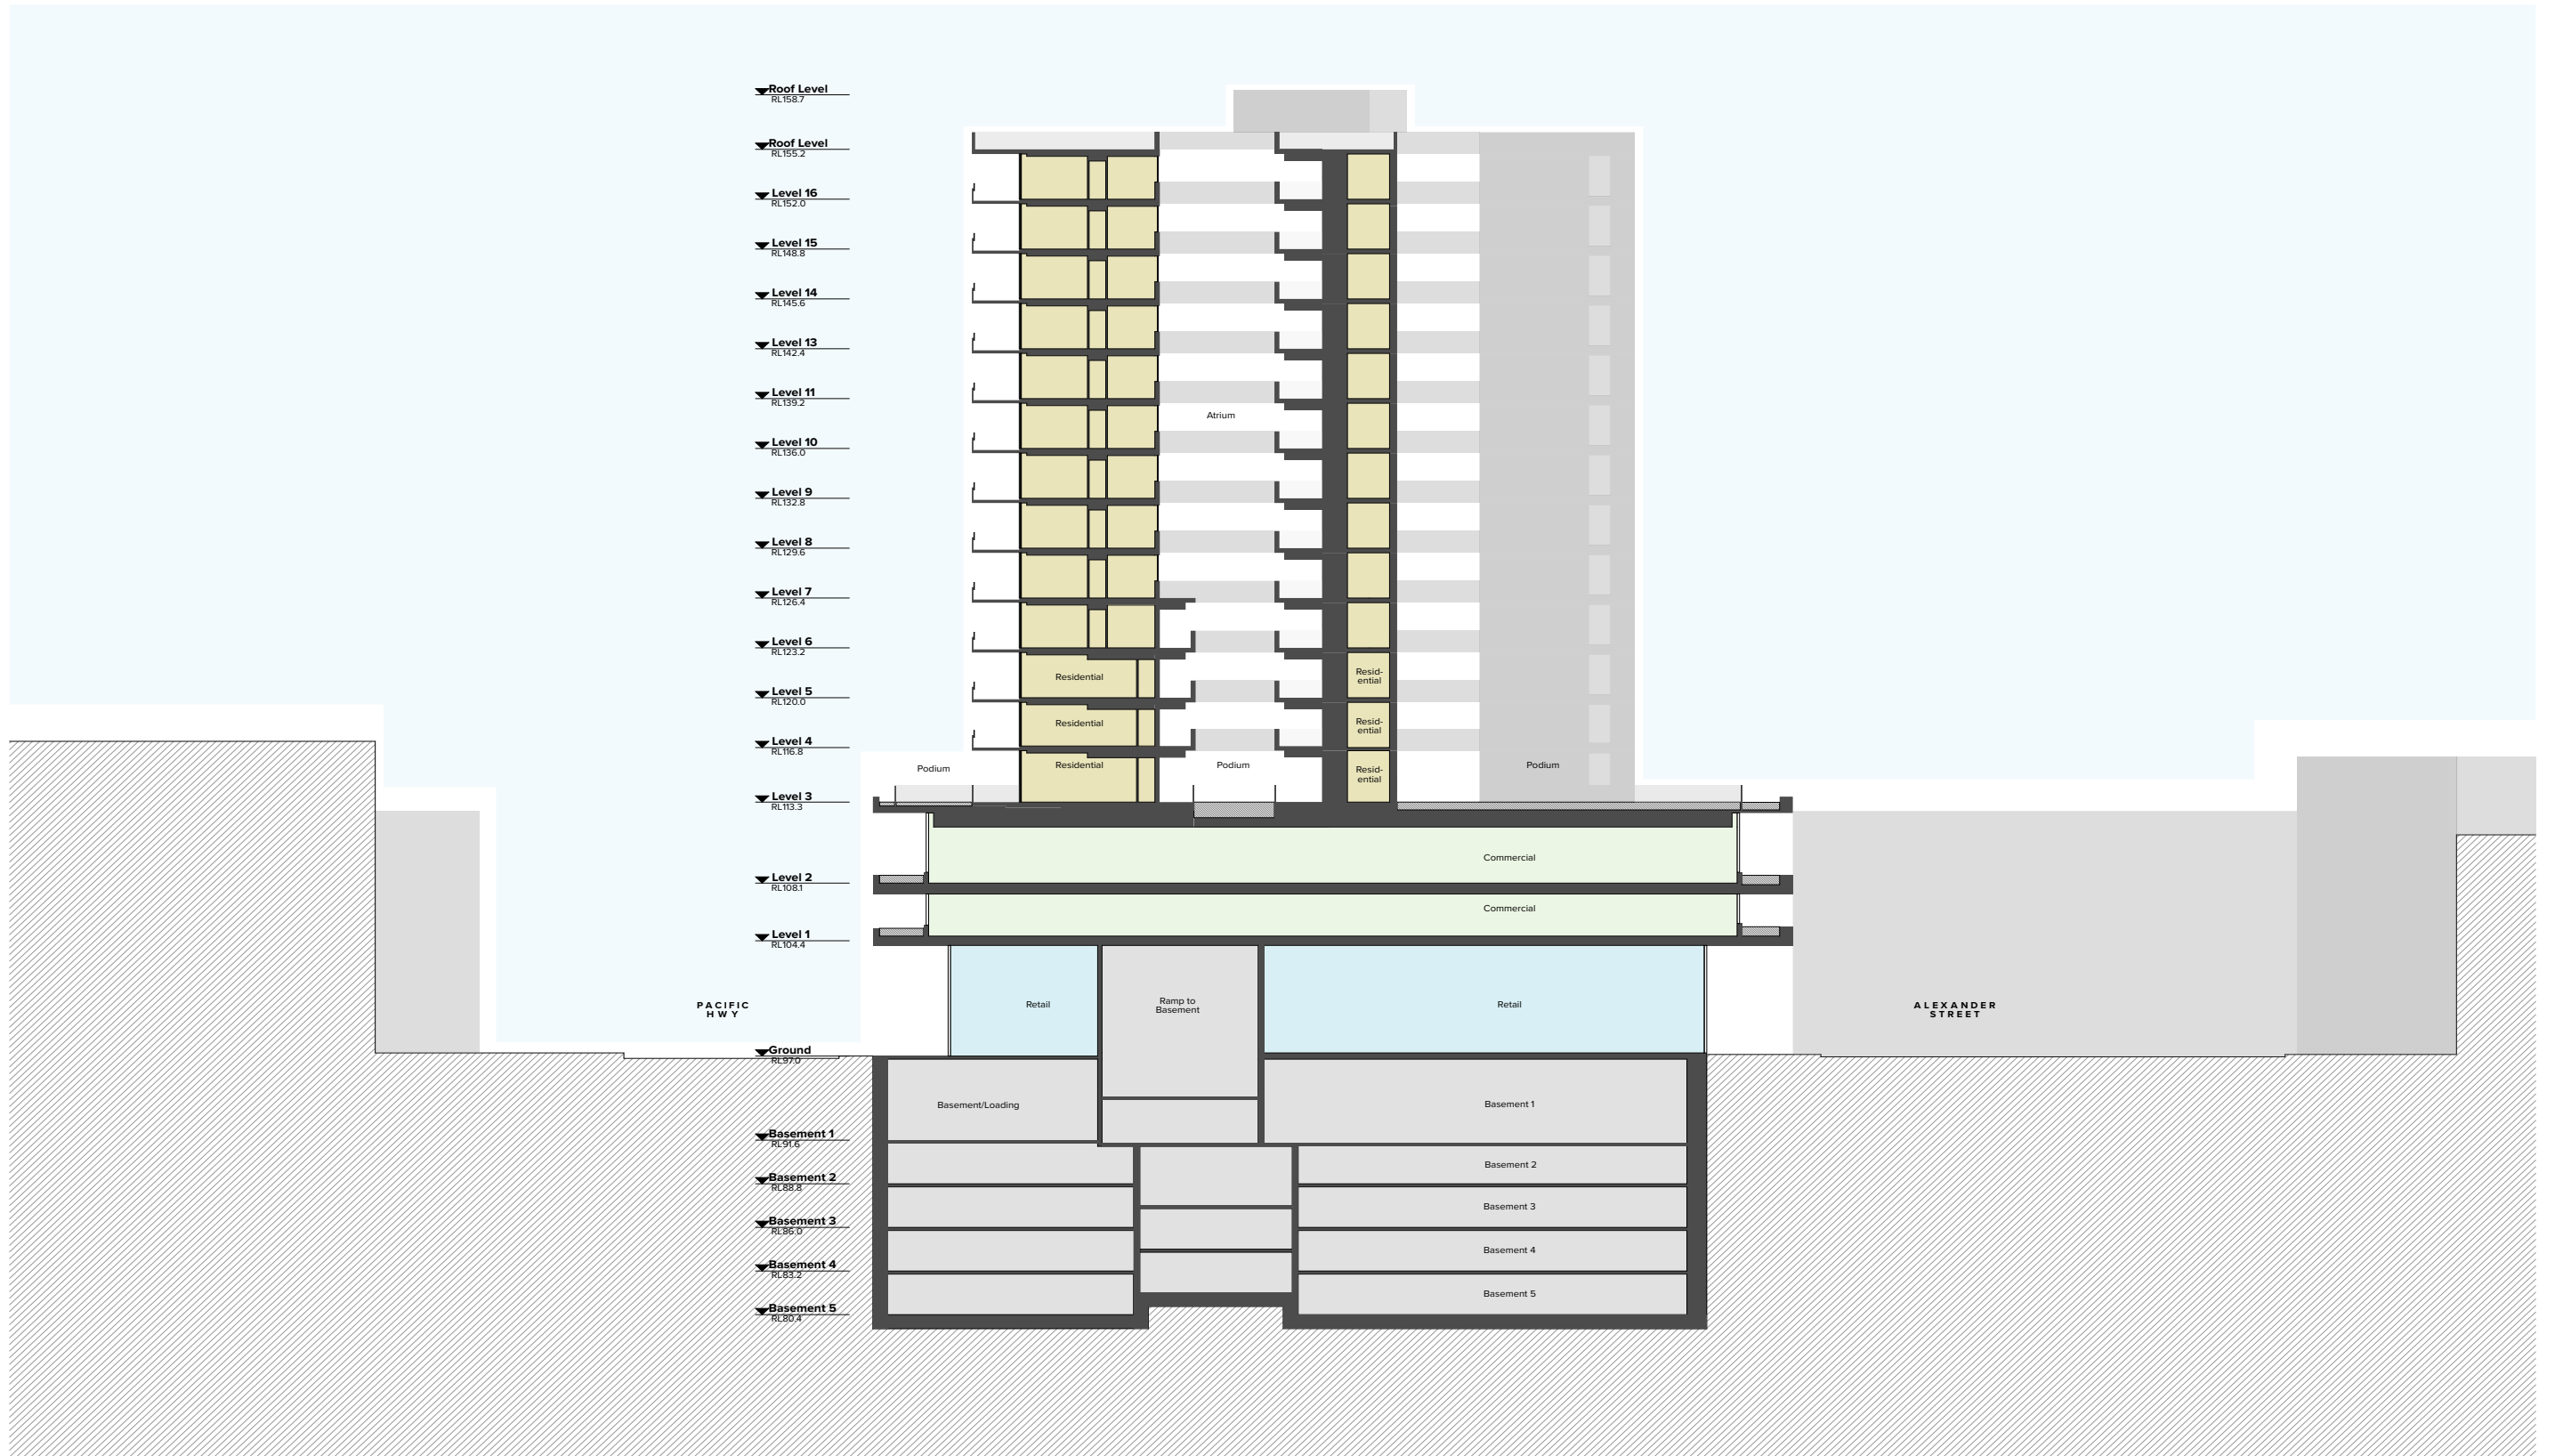 Roof Level
RL158.7
Roof Level
RL155.2
Level 16
RL152.0
Level 15
RL148.8
Level 14
RL145.6
Level 13
RL142.4
Level 11
RL139.2
Atrium
Level 10
RL136.0
Level 9
RL132.8
Level 8
RL129.6
Level 7
RL126.4
Level 6
RL123.2
Residential
Resid-
ential
Level 5
RL120.0
Residential
Resid-
ential
Level 4
RL116.8
Podium
Residential
Podium
Resid-
ential
Podium
Level 3
RL113.3
Commercial
Level 2
RL108.1
Commercial
Level 1
RL104.4
PACIFIC
HWY
Retail
Ramp to
Basement
Retail
ALEXANDER
STREET
Ground
RL97.0
Basement/Loading
Basement 1
Basement 1
RL91.6
Basement 2
Basement 2
RL88.8
Basement 3
Basement 3
RL86.0
Basement 4
Basement 4
RL83.2
Basement 5
Basement 5
RL80.4